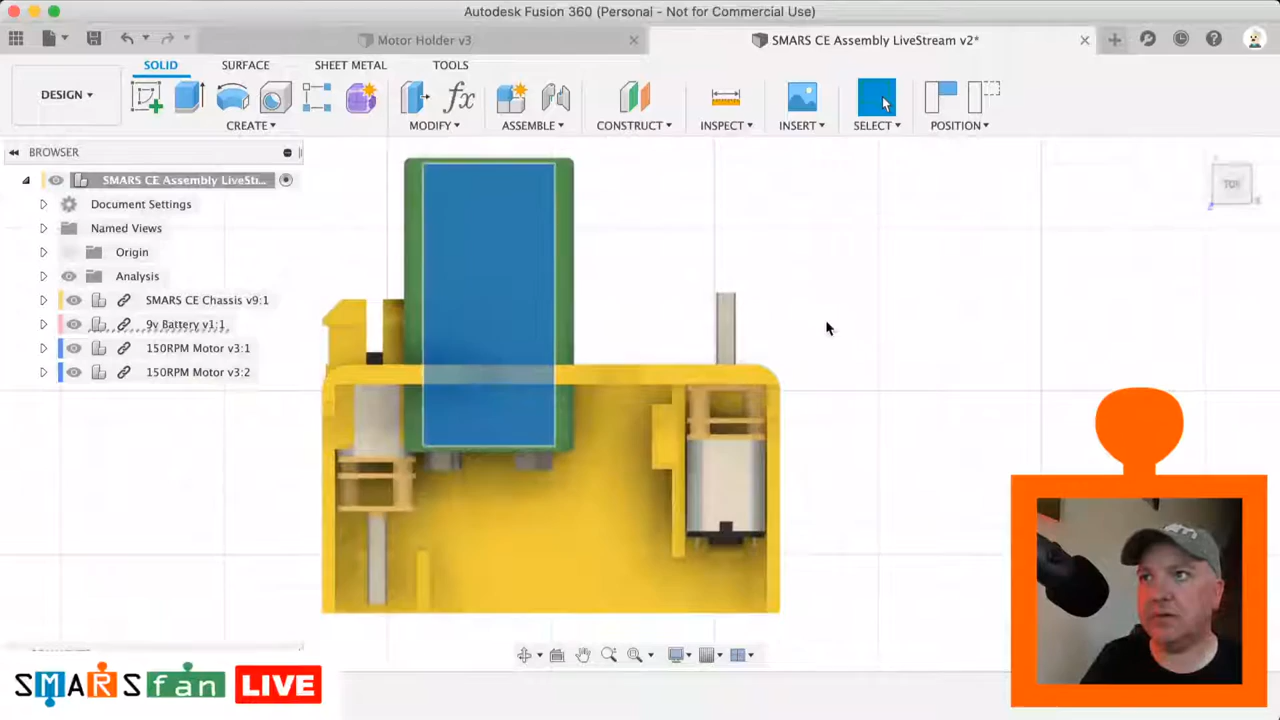 Autodesk Fusion 360 (Personal - Not for Commercial Use)
Motor Holder v3
SMARS CE Assembly LiveStream v2*
SOLID
SURFACE
SHEET METAL
TOOLS
DESIGN
CREATE
MODIFY
fx
ASSEMBLE
CONSTRUCT
INSPECT
INSERT
SELECT
POSITION
BROWSER
SMARS CE Assembly LiveStr...
Document Settings
Named Views
Origin
Analysis
SMARS CE Chassis v9:1
9v Battery v1:1
150RPM Motor v3:1
150RPM Motor v3:2
TOP
SMARS fan LIVE